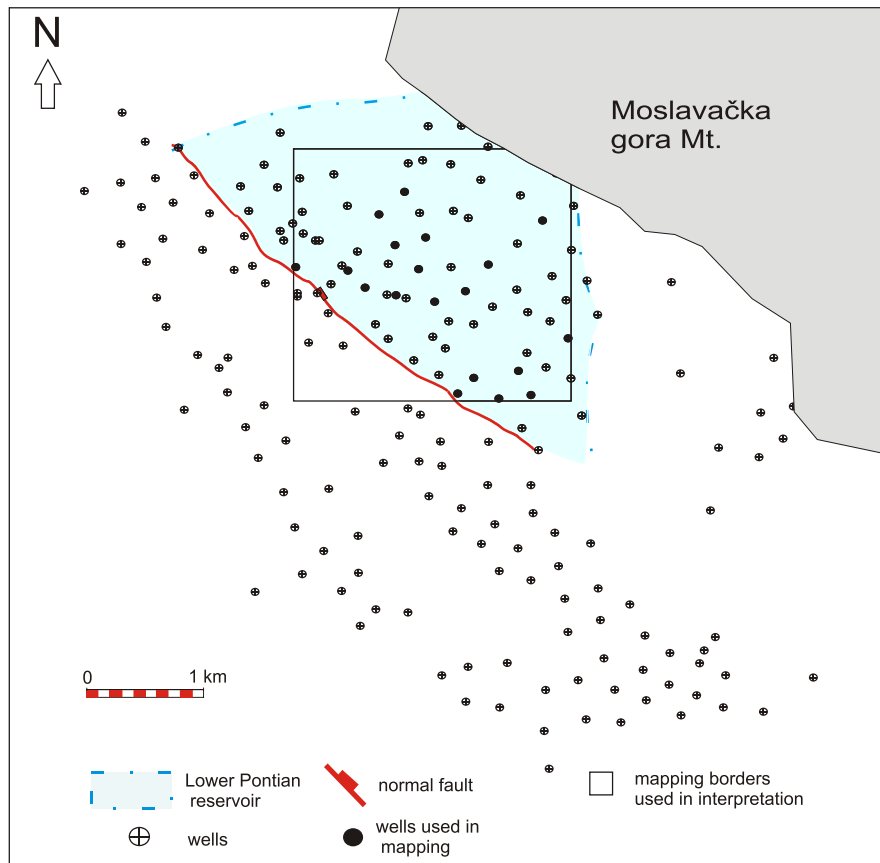 N
Moslavačka
gora Mt.
0 1 km
Lower Pontian
reservoir
normal fault
mapping borders
used in interpretation
wells
wells used in
mapping